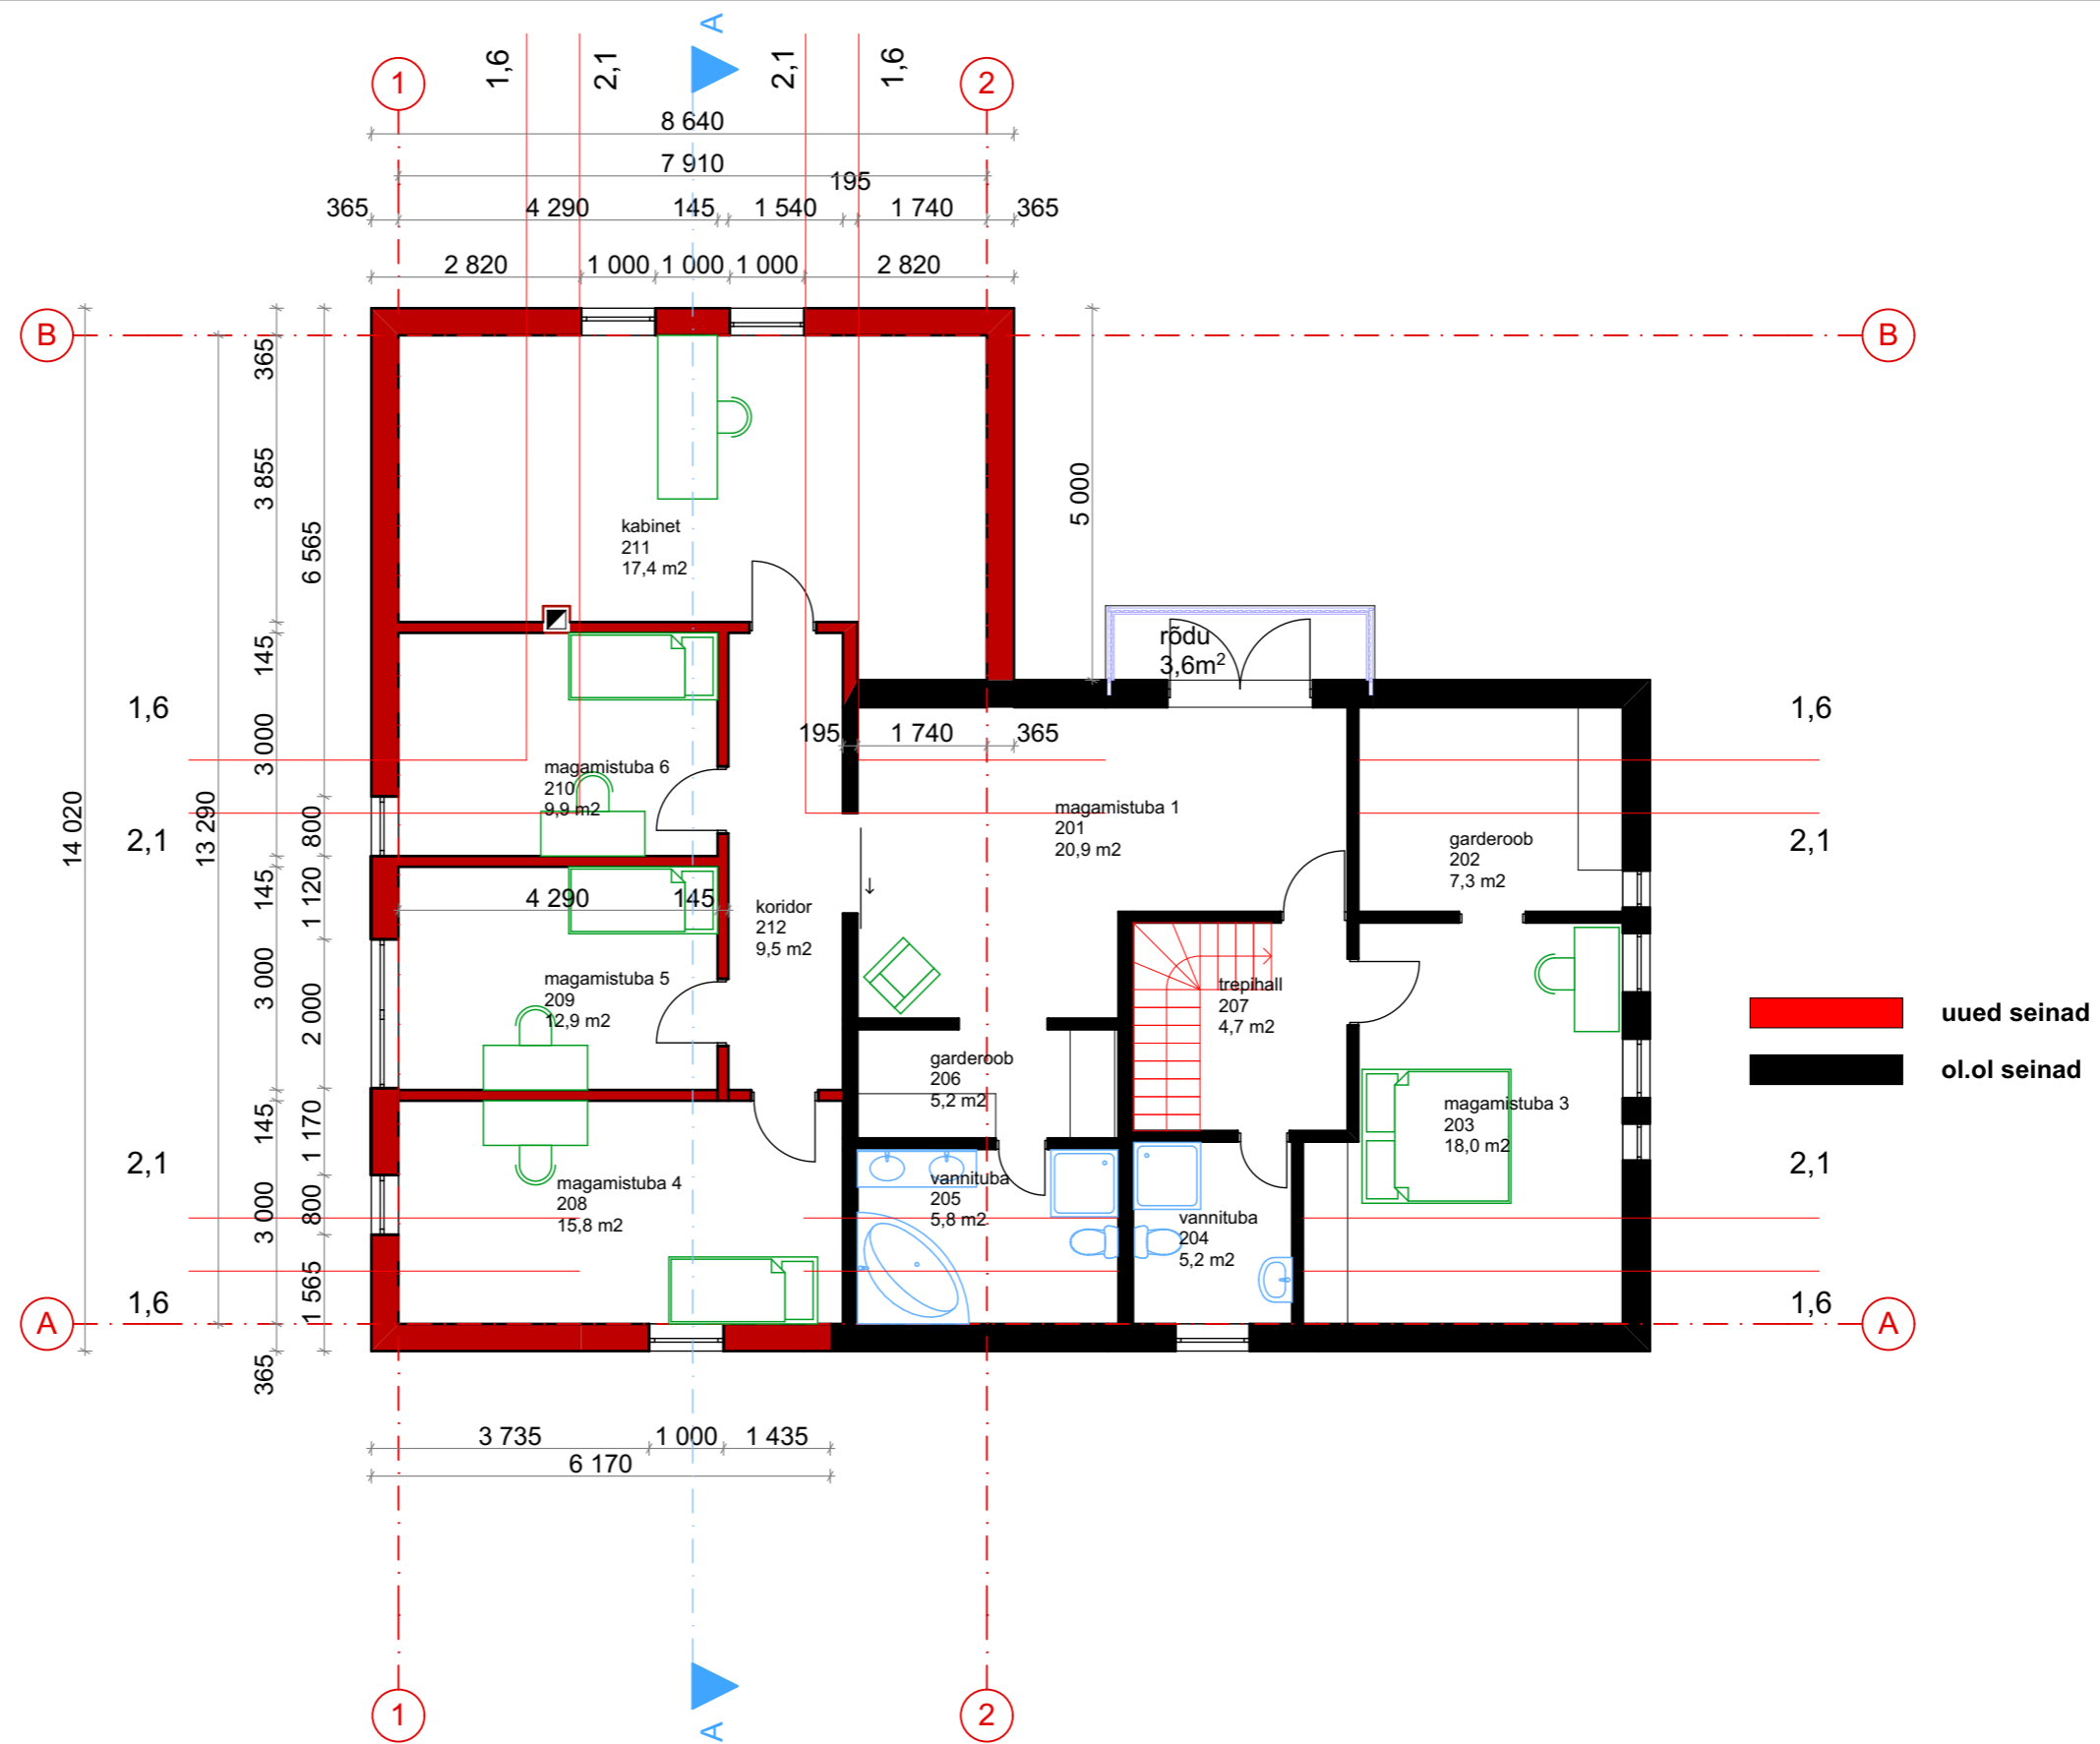 A
1,6
2,1
2,1
1,6
1
2
8 640
7 910
195
365
4 290
145
1 540
1 740
365
2 820
1 000
1 000
1 000
2 820
B
B
365
3 855
6 565
5 000
kabinet
211
17,4 m2
rõdu
3,6m²
145
1,6
1,6
195
1 740
365
3 000
magamistuba 6
210
9,9 m2
magamistuba 1
201
20,9 m2
14 020
13 290
800
2,1
2,1
garderoob
202
7,3 m2
145
1 120
4 290
145
koridor
212
9,5 m2
3 000
2 000
magamistuba 5
209
12,9 m2
trepihall
207
4,7 m2
uued seinad
ol.ol seinad
garderoob
206
5,2 m2
145
1 170
magamistuba 3
203
18,0 m2
2,1
2,1
magamistuba 4
208
15,8 m2
vannituba
205
5,8 m2
3 000
800
vannituba
204
5,2 m2
1 565
1,6
1,6
A
A
365
3 735
1 000
1 435
6 170
1
2
A